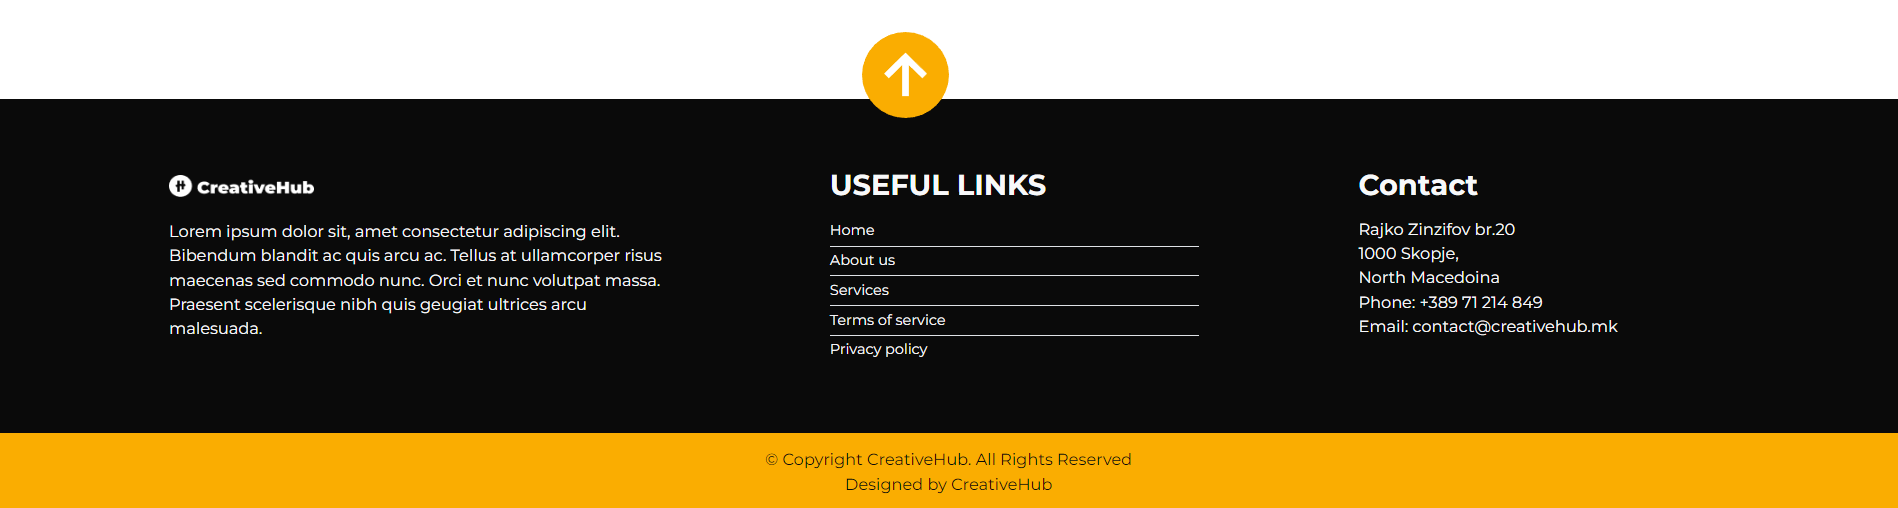 CreativeHub
Lorem ipsum dolor sit, amet consectetur adipiscing elit.
Bibendum blandit ac quis arcu ac. Tellus at ullamcorper risus
maecenas sed commodo nunc. Orci et nunc volutpat massa.
Praesent scelerisque nibh quis geugiat ultrices arcu
malesuada.
USEFUL LINKS
Home
About us
Services
Terms of service
Privacy policy
Contact
Rajko Zinzifov br.20
1000 Skopje,
North Macedoina
Phone: +389 71 214 849
Email: contact@creativehub.mk
© Copyright CreativeHub. All Rights Reserved
Designed by CreativeHub